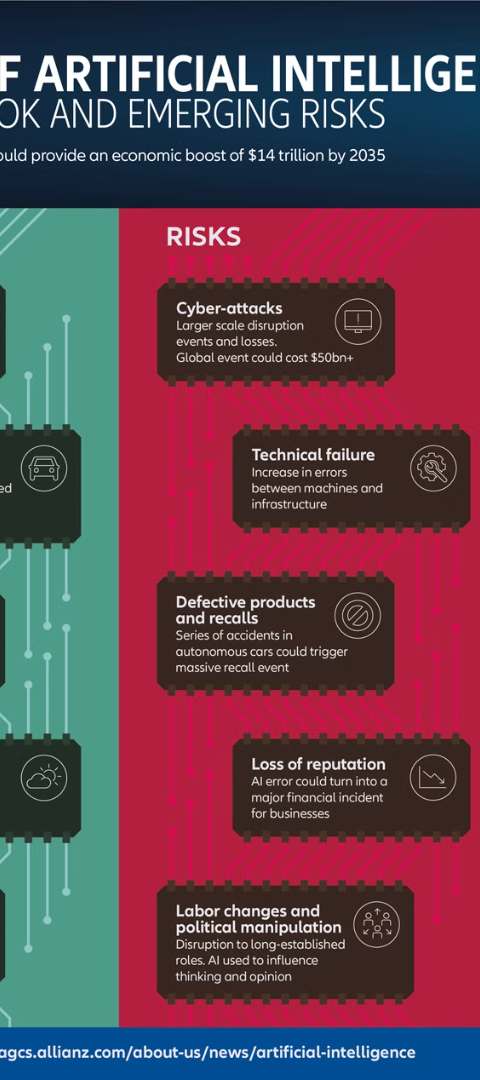 F ARTIFICIAL INTELLIGE
OK AND EMERGING RISKS
ould provide an economic boost of $14 trillion by 2035
RISKS
Cyber-attacks
Larger scale disruption
events and losses.
Global event could cost $50bn+
ed
Technical failure
Increase in errors
between machines and
infrastructure
Defective products
and recalls
Series of accidents in
autonomous cars could trigger
massive recall event
Loss of reputation
AI error could turn into a
major financial incident
for businesses
Labor changes and
political manipulation
Disruption to long-established
roles. AI used to influence
thinking and opinion
agcs.allianz.com/about-us/news/artificial-intelligence